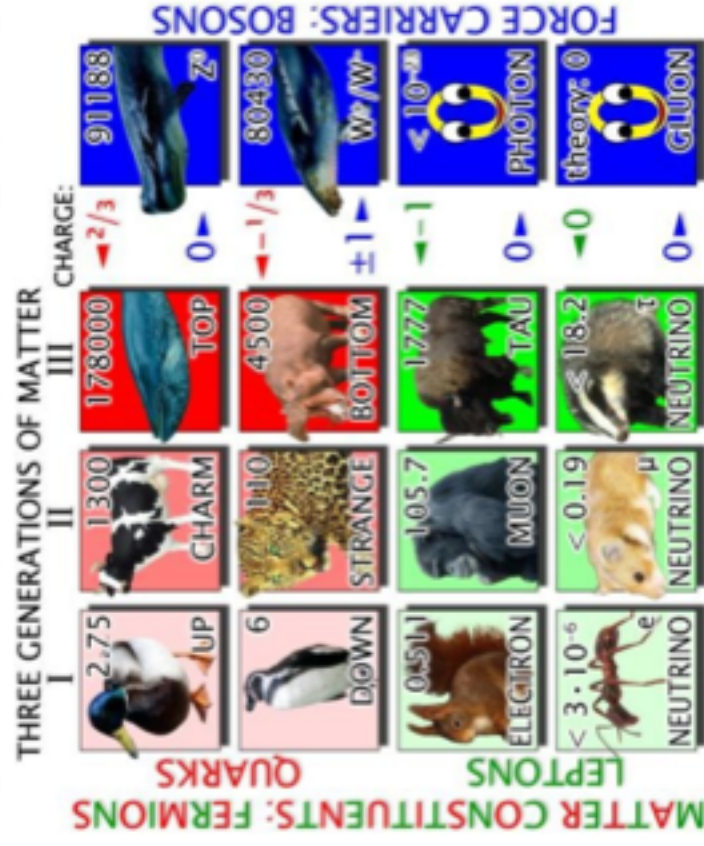 THREE GENERATIONS OF MATTER
I
II
III
CHARGE:
MATTER CONSTITUENTS: FERMIONS
QUARKS
LEPTONS
FORCE CARRIERS: BOSONS
2.75
UP
1300
CHARM
178000
TOP
◄2/3
0►
91188
Z⁰
6
DOWN
110
STRANGE
4500
BOTTOM
◄-1/3
±1►
80430
W⁺/W⁻
0.511
ELECTRON
105.7
MUON
1777
TAU
◄-1
0►
PHOTON
< 3·10⁻⁶
e
NEUTRINO
< 0.19
μ
NEUTRINO
< 18.2
τ
NEUTRINO
◄0
0►
theory: 0
GLUON